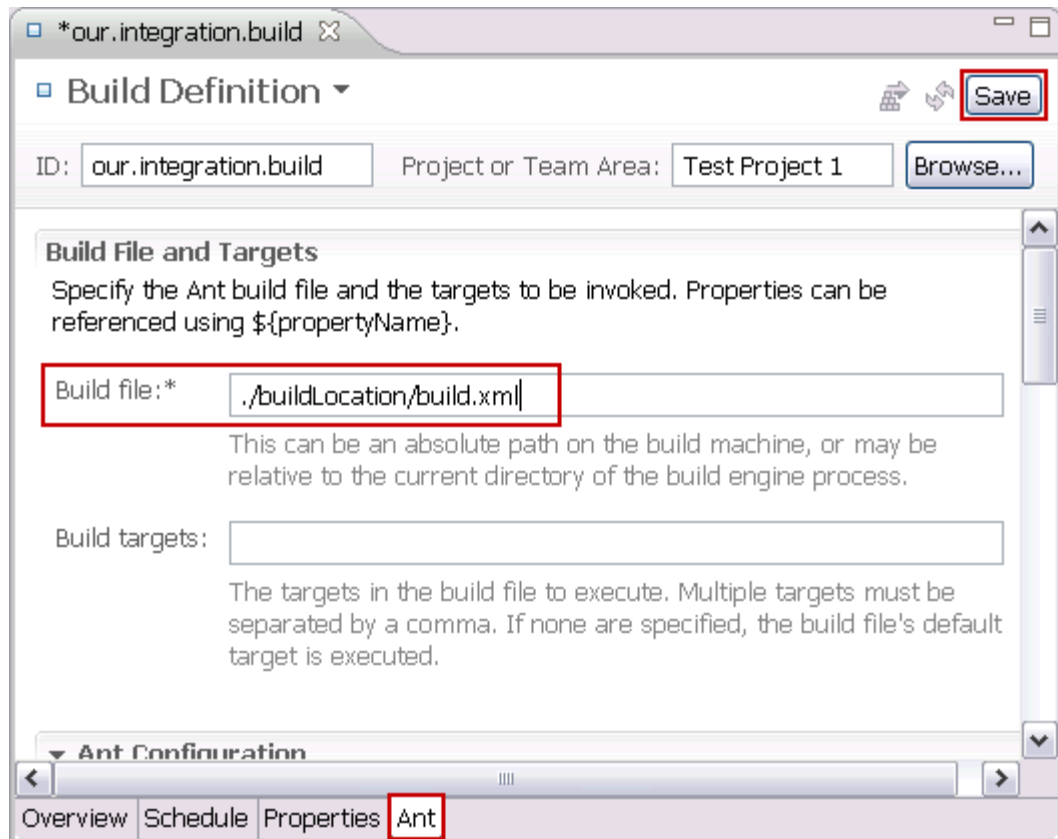 *our.integration.build
Build Definition
Save
ID: our.integration.build Project or Team Area: Test Project 1 Browse...
Build File and Targets
Specify the Ant build file and the targets to be invoked. Properties can be
referenced using ${propertyName}.
Build file:* ./buildLocation/build.xml
This can be an absolute path on the build machine, or may be
relative to the current directory of the build engine process.
Build targets:
The targets in the build file to execute. Multiple targets must be
separated by a comma. If none are specified, the build file's default
target is executed.
Ant Configuration
Overview Schedule Properties Ant